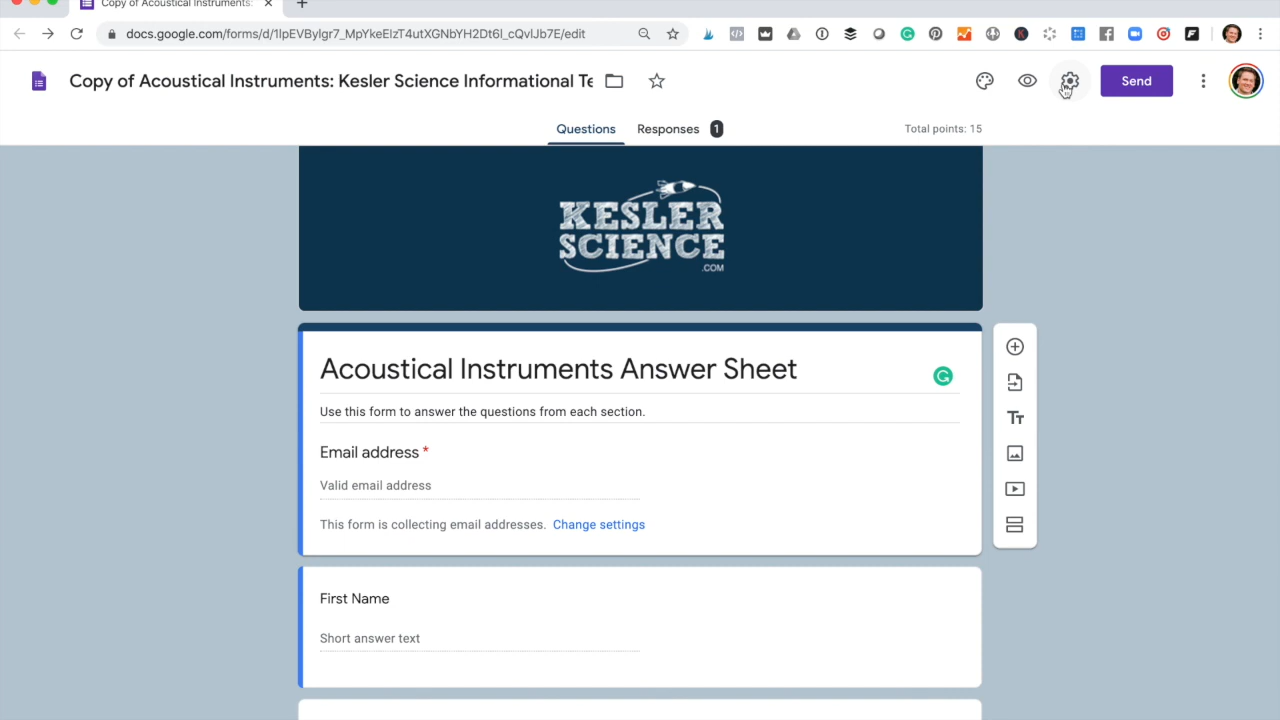 Copy of Acoustical Instruments:
docs.google.com/forms/d/1lpEVBylgr7_MpYkeElzT4utXGNbYH2Dt6l_cQvlJb7E/edit
Copy of Acoustical Instruments: Kesler Science Informational Te
Send
Questions
Responses 1
Total points: 15
KESLER
SCIENCE
.COM
Acoustical Instruments Answer Sheet
Use this form to answer the questions from each section.
Email address *
Valid email address
This form is collecting email addresses. Change settings
First Name
Short answer text